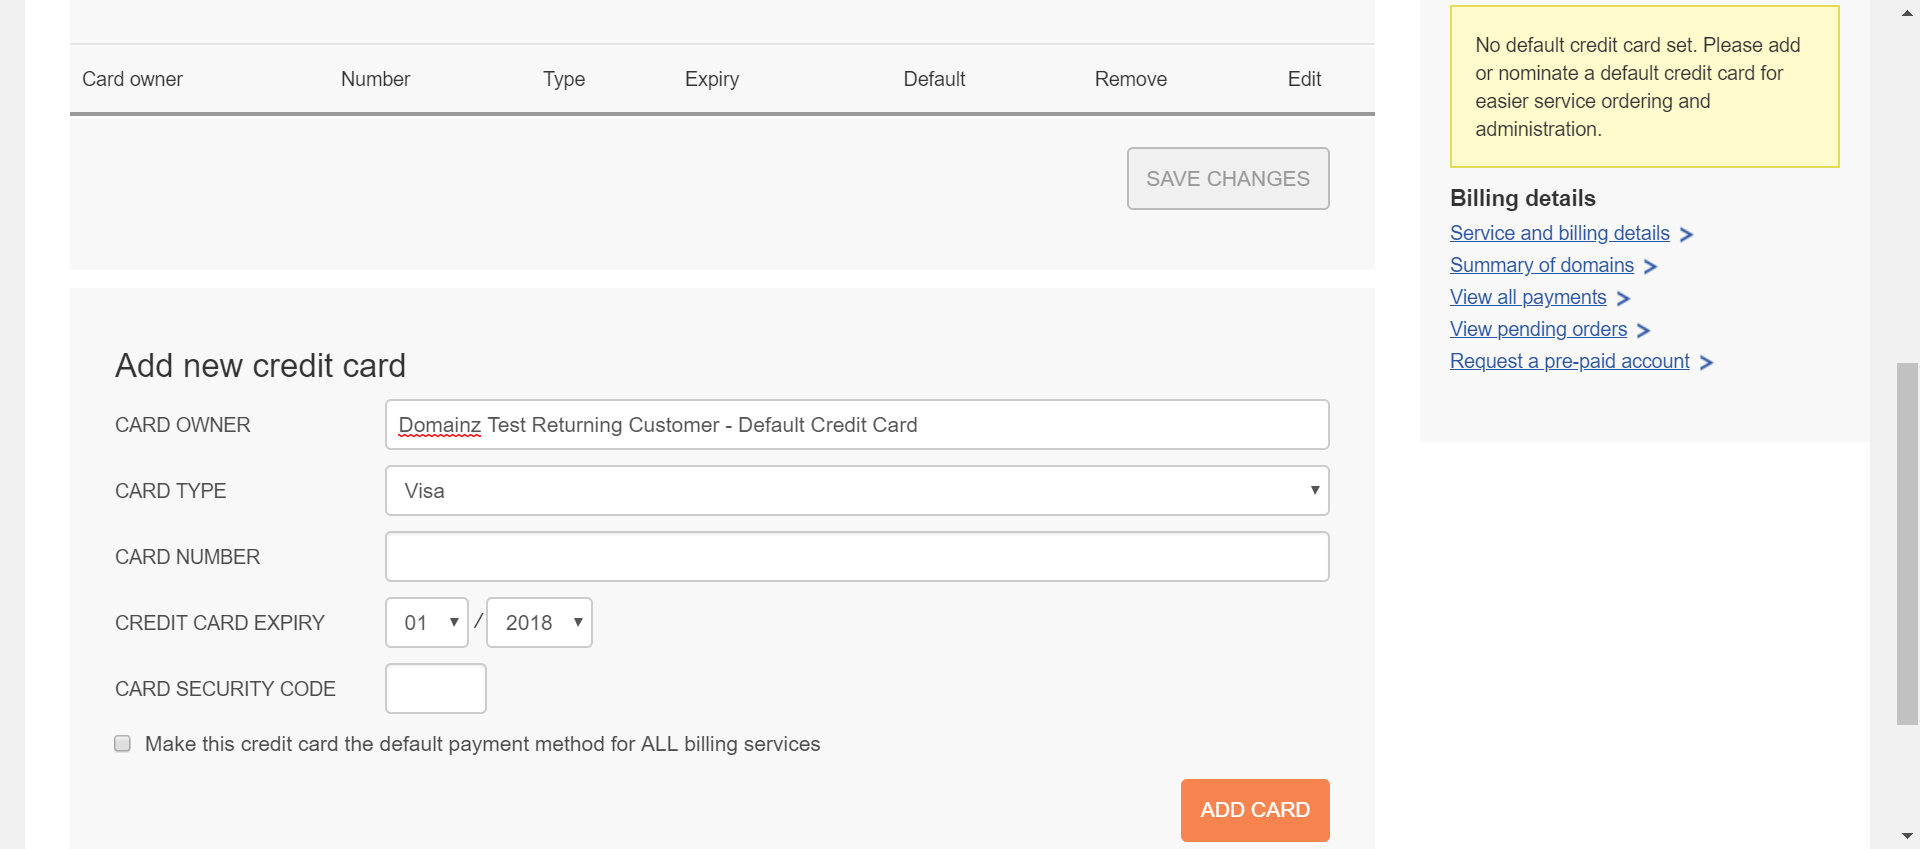 Card owner Number Type Expiry Default Remove Edit
SAVE CHANGES
Add new credit card
CARD OWNER Domainz Test Returning Customer - Default Credit Card
CARD TYPE Visa
CARD NUMBER
CREDIT CARD EXPIRY 01 / 2018
CARD SECURITY CODE
Make this credit card the default payment method for ALL billing services
ADD CARD
No default credit card set. Please add
or nominate a default credit card for
easier service ordering and
administration.
Billing details
Service and billing details
Summary of domains
View all payments
View pending orders
Request a pre-paid account